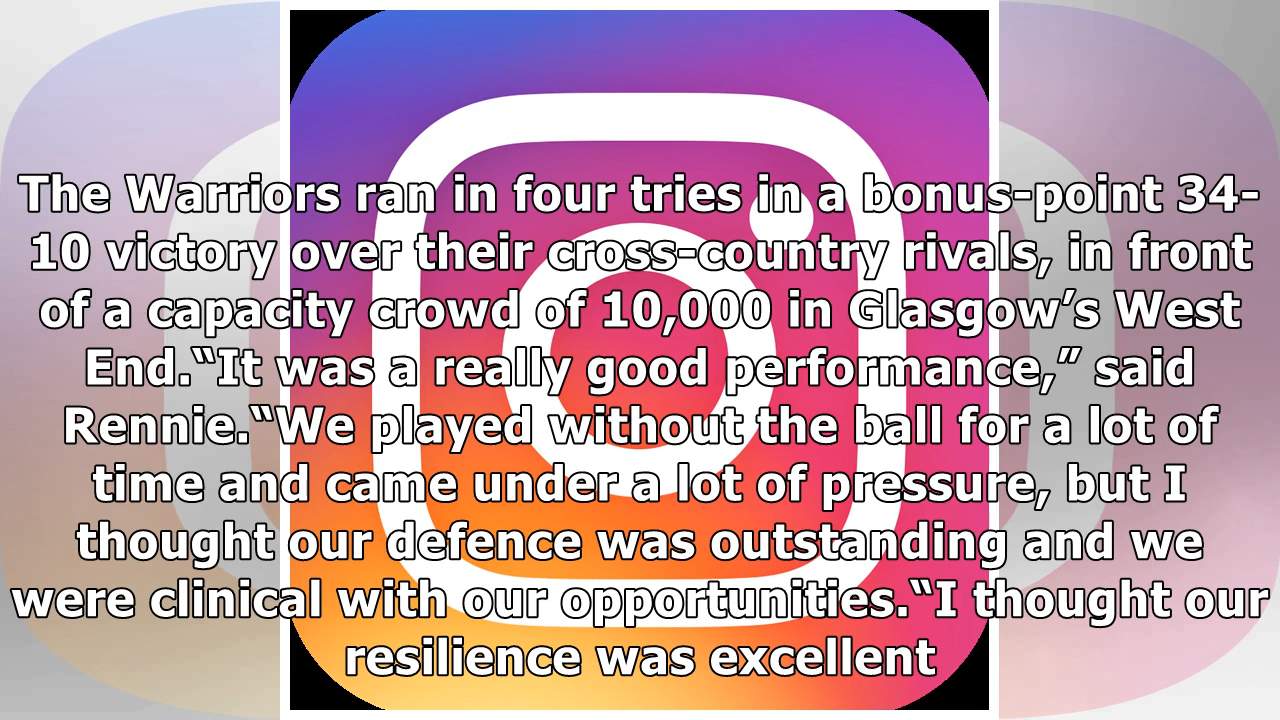 The Warriors ran in four tries in a bonus-point 34-
10 victory over their cross-country rivals, in front
of a capacity crowd of 10,000 in Glasgow’s West
End.“It was a really good performance,” said
Rennie.“We played without the ball for a lot of
time and came under a lot of pressure, but I
thought our defence was outstanding and we
were clinical with our opportunities.“I thought our
resilience was excellent